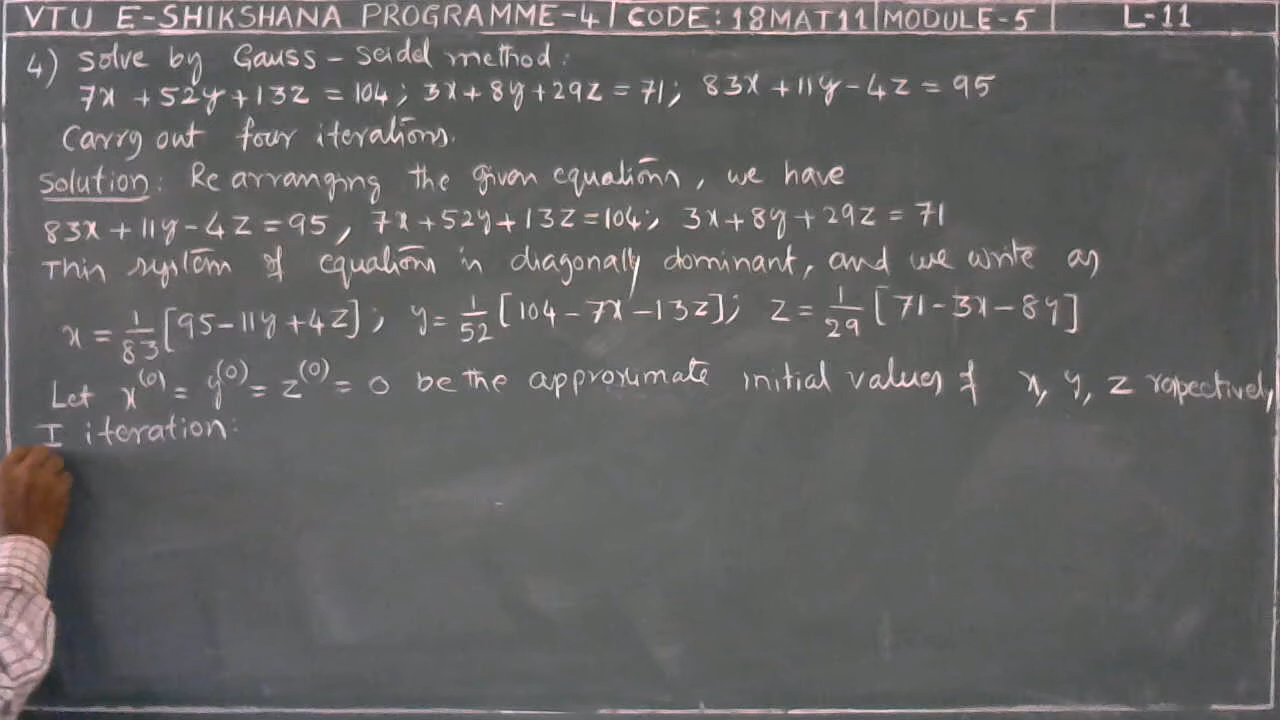 VTU E-SHIKSHANA PROGRAMME-4 | CODE: 18MAT11 | MODULE-5 | L-11
4) Solve by Gauss-Seidel method:
7x + 52y + 13z = 104; 3x + 8y + 29z = 71; 83x + 11y - 4z = 95
Carry out four iterations.
Solution: Rearranging the given equations, we have
83x + 11y - 4z = 95, 7x + 52y + 13z = 104; 3x + 8y + 29z = 71
This system of equations is diagonally dominant, and we write as
x = 1/83 [95 - 11y + 4z]; y = 1/52 [104 - 7x - 13z]; z = 1/29 [71 - 3x - 8y]
Let x^(0) = y^(0) = z^(0) = 0 be the approximate initial values of x, y, z respectively
I iteration: